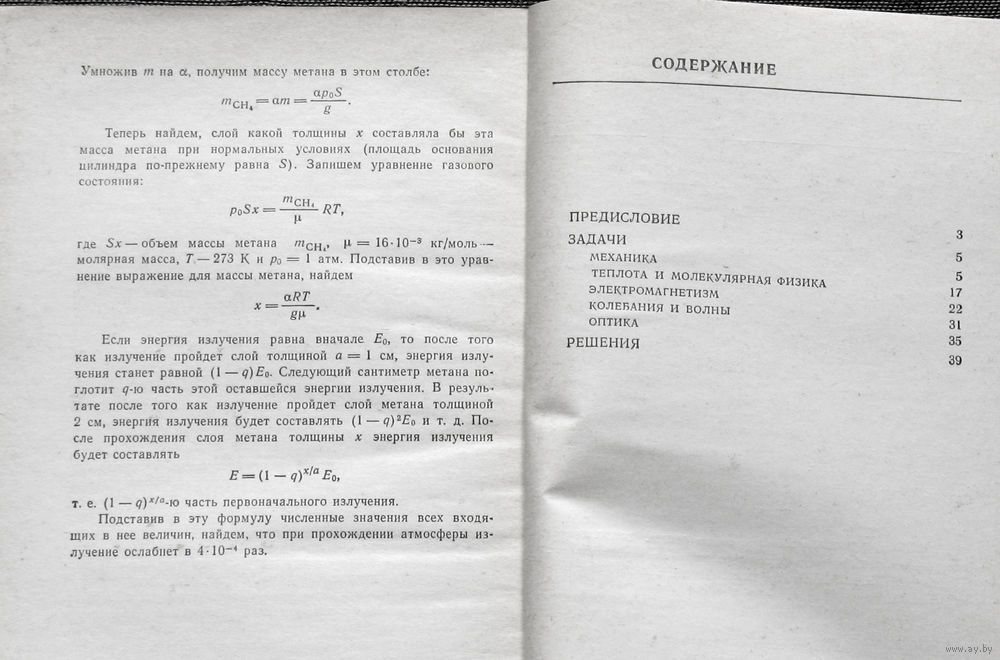 Умножив m на α, получим массу метана в этом столбе:
m_CH₄ = αm = αp₀S / g .
Теперь найдем, слой какой толщины x составляла бы эта
масса метана при нормальных условиях (площадь основания
цилиндра по-прежнему равна S). Запишем уравнение газового
состояния:
p₀Sx = m_CH₄ / μ RT,
где Sx — объем массы метана m_CH₄, μ = 16·10⁻³ кг/моль —
молярная масса, T — 273 К и p₀ = 1 атм. Подставив в это урав-
нение выражение для массы метана, найдем
x = αRT / gμ .
Если энергия излучения равна вначале E₀, то после того
как излучение пройдет слой толщиной a = 1 см, энергия излу-
чения станет равной (1 — q) E₀. Следующий сантиметр метана по-
глотит q-ю часть этой оставшейся энергии излучения. В резуль-
тате после того как излучение пройдет слой метана толщиной
2 см, энергия излучения будет составлять (1 — q)²E₀ и т. д. По-
сле прохождения слоя метана толщины x энергия излучения
будет составлять
E = (1 — q)^x/a E₀,
т. е. (1 — q)^x/a-ю часть первоначального излучения.
Подставив в эту формулу численные значения всех входя-
щих в нее величин, найдем, что при прохождении атмосферы из-
лучение ослабнет в 4·10⁻⁴ раз.
СОДЕРЖАНИЕ
ПРЕДИСЛОВИЕ 3
ЗАДАЧИ 5
МЕХАНИКА 5
ТЕПЛОТА И МОЛЕКУЛЯРНАЯ ФИЗИКА 17
ЭЛЕКТРОМАГНЕТИЗМ 22
КОЛЕБАНИЯ И ВОЛНЫ 31
ОПТИКА 35
РЕШЕНИЯ 39
www.ay.by